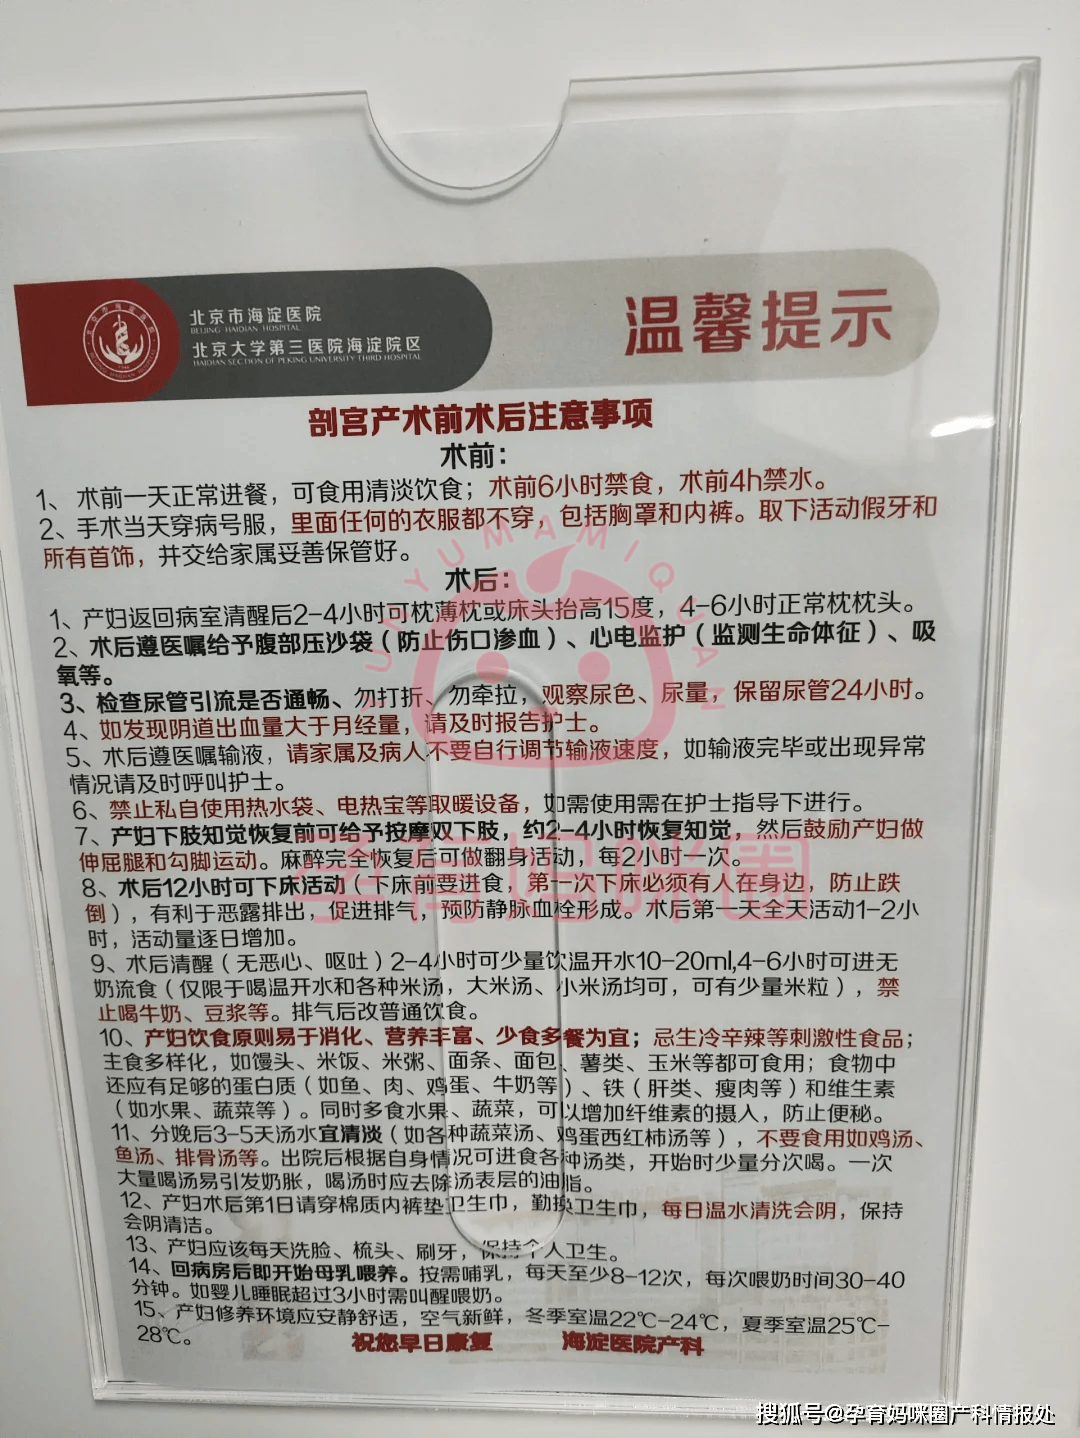 北京市海淀医院
BEIJING HAIDIAN HOSPITAL
北京大学第三医院海淀院区
HAIDIAN SECTION OF PEKING UNIVERSITY THIRD HOSPITAL
温馨提示
剖宫产术前术后注意事项
术前：
1、术前一天正常进餐，可食用清淡饮食；术前6小时禁食，术前4h禁水。
2、手术当天穿病号服，里面任何的衣服都不穿，包括胸罩和内裤。取下活动假牙和
所有首饰，并交给家属妥善保管好。
术后：
1、产妇返回病室清醒后2-4小时可枕薄枕或床头抬高15度，4-6小时正常枕枕头。
2、术后遵医嘱给予腹部压沙袋（防止伤口渗血）、心电监护（监测生命体征）、吸
氧等。
3、检查尿管引流是否通畅、勿打折、勿牵拉，观察尿色、尿量，保留尿管24小时。
4、如发现阴道出血量大于月经量，请及时报告护士。
5、术后遵医嘱输液，请家属及病人不要自行调节输液速度，如输液完毕或出现异常
情况请及时呼叫护士。
6、禁止私自使用热水袋、电热宝等取暖设备，如需使用需在护士指导下进行。
7、产妇下肢知觉恢复前可给予按摩双下肢，约2-4小时恢复知觉，然后鼓励产妇做
伸屈腿和勾脚运动。麻醉完全恢复后可做翻身活动，每2小时一次。
8、术后12小时可下床活动（下床前要进食，第一次下床必须有人在身边，防止跌
倒），有利于恶露排出，促进排气，预防静脉血栓形成。术后第一天全天活动1-2小
时，活动量逐日增加。
9、术后清醒（无恶心、呕吐）2-4小时可少量饮温开水10-20ml,4-6小时可进无
奶流食（仅限于喝温开水和各种米汤，大米汤、小米汤均可，可有少量米粒），禁
止喝牛奶、豆浆等。排气后改普通饮食。
10、产妇饮食原则易于消化、营养丰富、少食多餐为宜；忌生冷辛辣等刺激性食品；
主食多样化，如馒头、米饭、米粥、面条、面包、薯类、玉米等都可食用；食物中
还应有足够的蛋白质（如鱼、肉、鸡蛋、牛奶等）、铁（肝类、瘦肉等）和维生素
（如水果、蔬菜等）。同时多食水果、蔬菜，可以增加纤维素的摄入，防止便秘。
11、分娩后3-5天汤水宜清淡（如各种蔬菜汤、鸡蛋西红柿汤等），不要食用如鸡汤、
鱼汤、排骨汤等。出院后根据自身情况可进食各种汤类，开始时少量分次喝。一次
大量喝汤易引发奶胀，喝汤时应去除汤表层的油脂。
12、产妇术后第1日请穿棉质内裤垫卫生巾，勤换卫生巾，每日温水清洗会阴，保持
会阴清洁。
13、产妇应该每天洗脸、梳头、刷牙，保持个人卫生。
14、回病房后即开始母乳喂养。按需哺乳，每天至少8-12次，每次喂奶时间30-40
分钟。如婴儿睡眠超过3小时需叫醒喂奶。
15、产妇修养环境应安静舒适，空气新鲜，冬季室温22℃-24℃，夏季室温25℃-
28℃。
祝您早日康复 海淀医院产科
YUNYUMAMIQUAN
孕育妈咪圈
搜狐号@孕育妈咪圈产科情报处